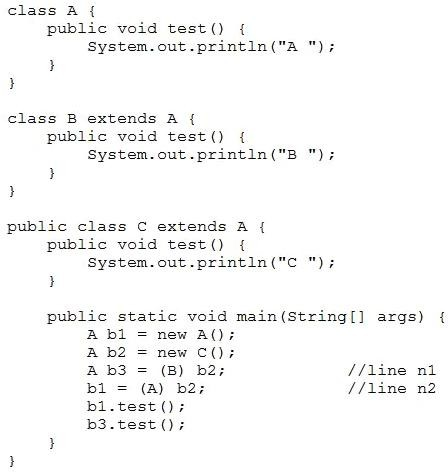 class A {
    public void test() {
        System.out.println("A ");
    }
}

class B extends A {
    public void test() {
        System.out.println("B ");
    }
}

public class C extends A {
    public void test() {
        System.out.println("C ");
    }

    public static void main(String[] args) {
        A b1 = new A();
        A b2 = new C();
        A b3 = (B) b2;            //line n1
        b1 = (A) b2;              //line n2
        b1.test();
        b3.test();
    }
}